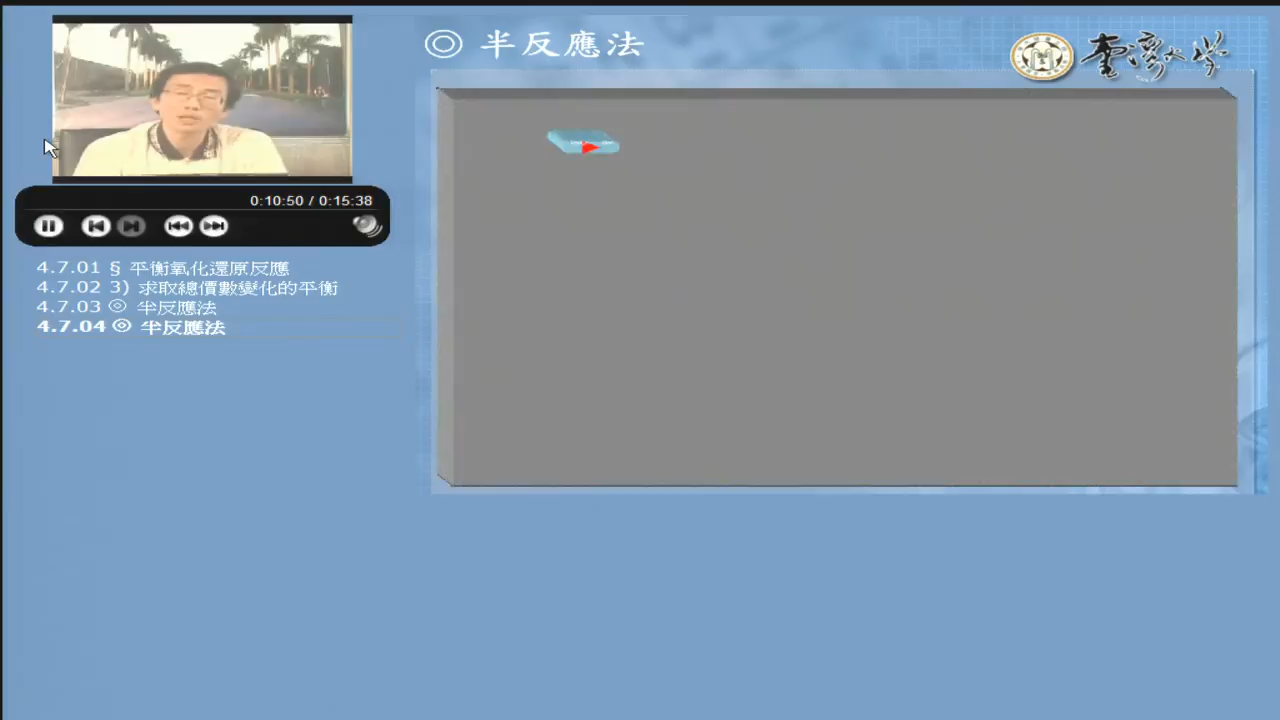 ◎ 半反應法
臺灣大學
0:10:50 / 0:15:38
4.7.01 § 平衡氧化還原反應
4.7.02 3) 求取總價數變化的平衡
4.7.03 ◎ 半反應法
4.7.04 ◎ 半反應法